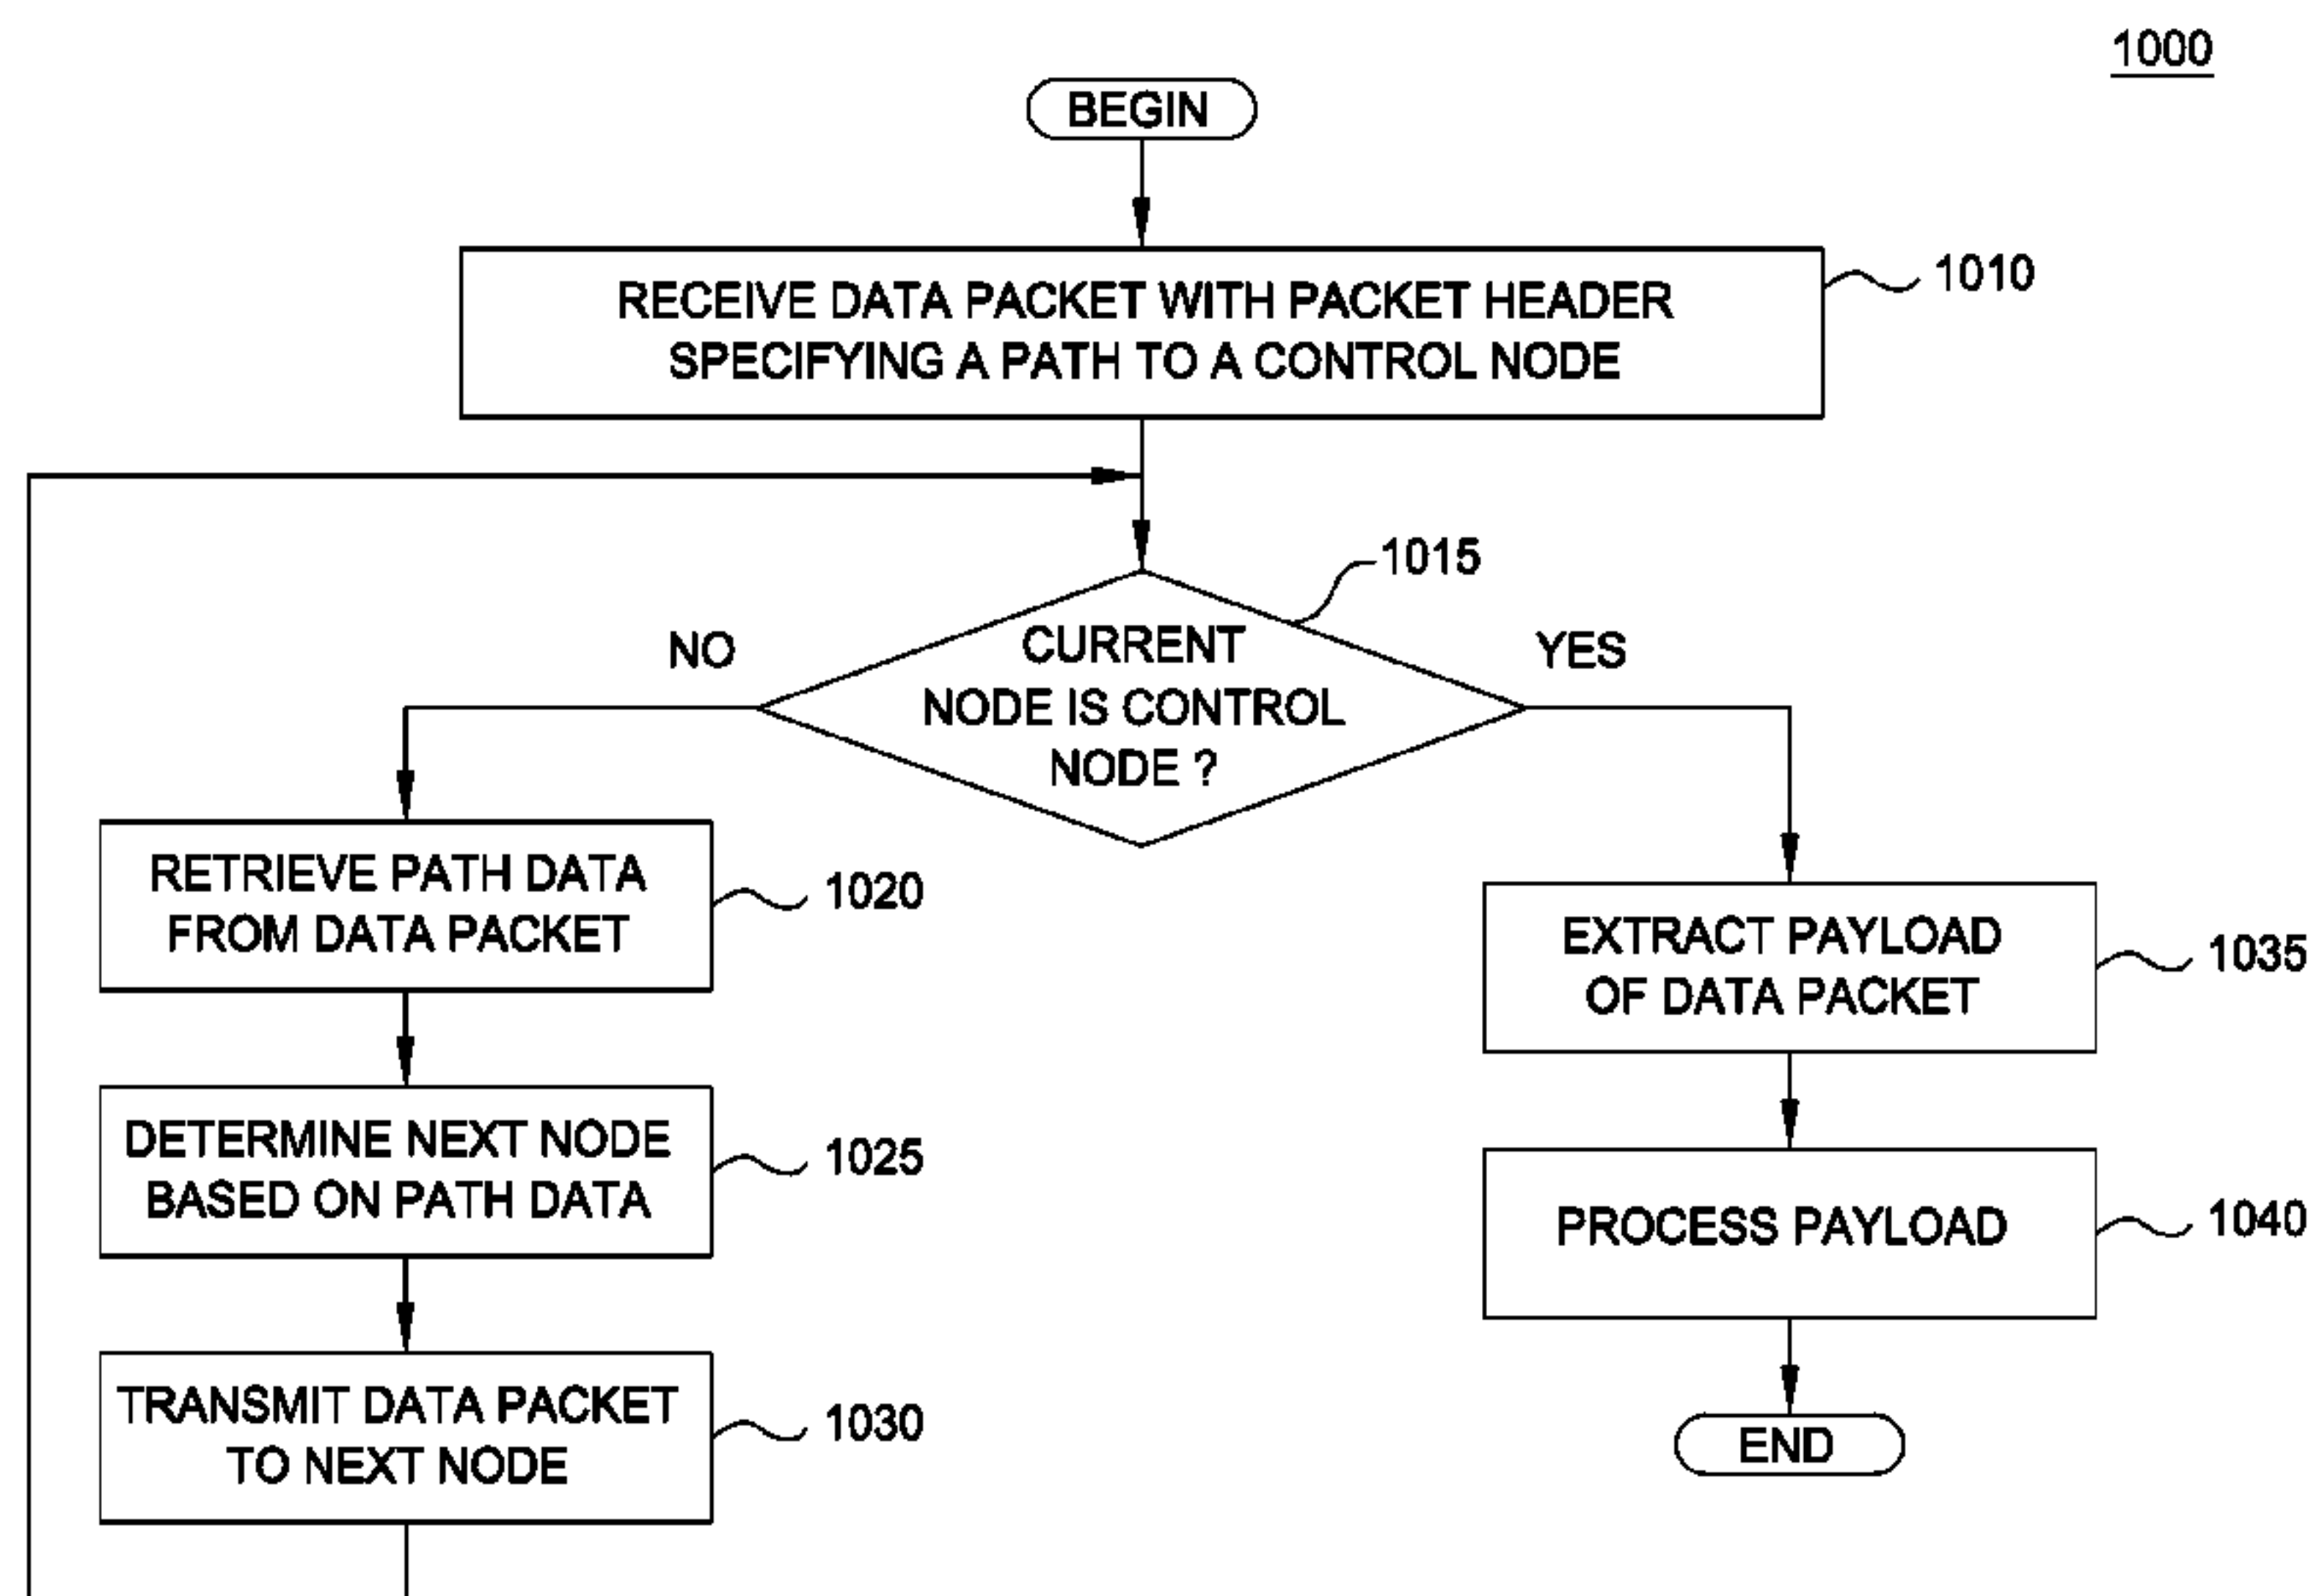 1000
BEGIN
RECEIVE DATA PACKET WITH PACKET HEADER
SPECIFYING A PATH TO A CONTROL NODE
1010
1015
NO
CURRENT
NODE IS CONTROL
NODE ?
YES
RETRIEVE PATH DATA
FROM DATA PACKET
1020
EXTRACT PAYLOAD
OF DATA PACKET
1035
DETERMINE NEXT NODE
BASED ON PATH DATA
1025
PROCESS PAYLOAD
1040
TRANSMIT DATA PACKET
TO NEXT NODE
1030
END